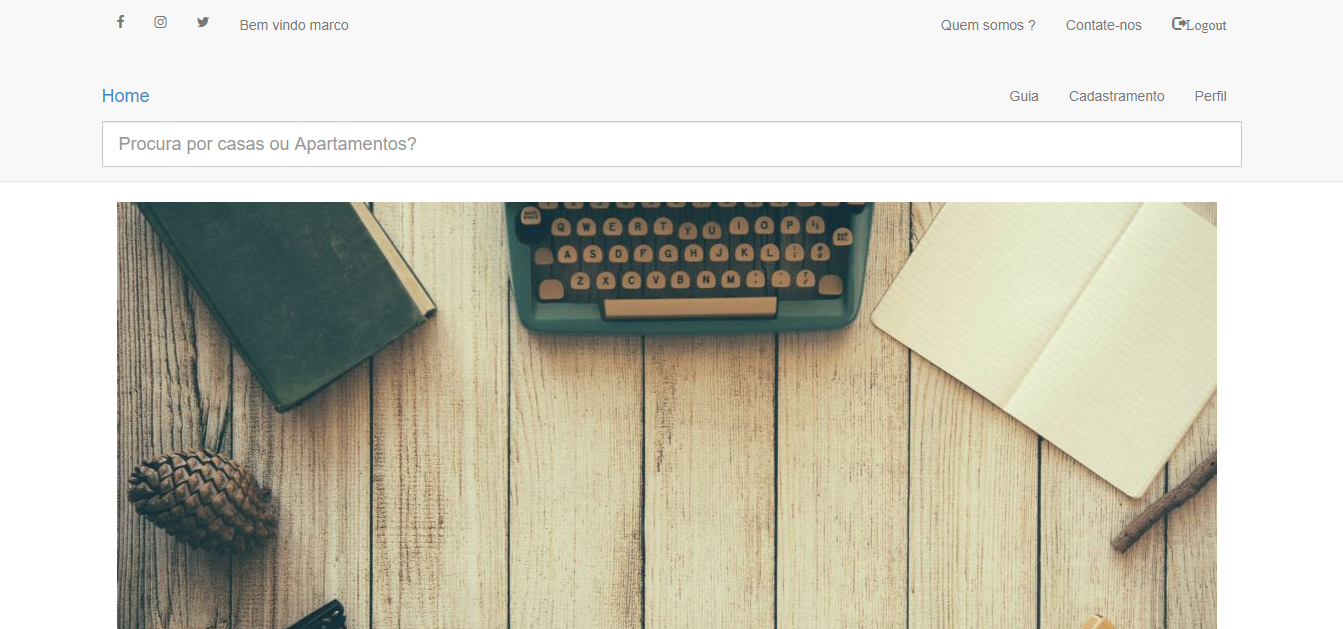 Bem vindo marco
Quem somos ?
Contate-nos
Logout
Home
Guia
Cadastramento
Perfil
Procura por casas ou Apartamentos?
Q W E R T Y U I O P
A S D F G H J K L
Z X C V B N M